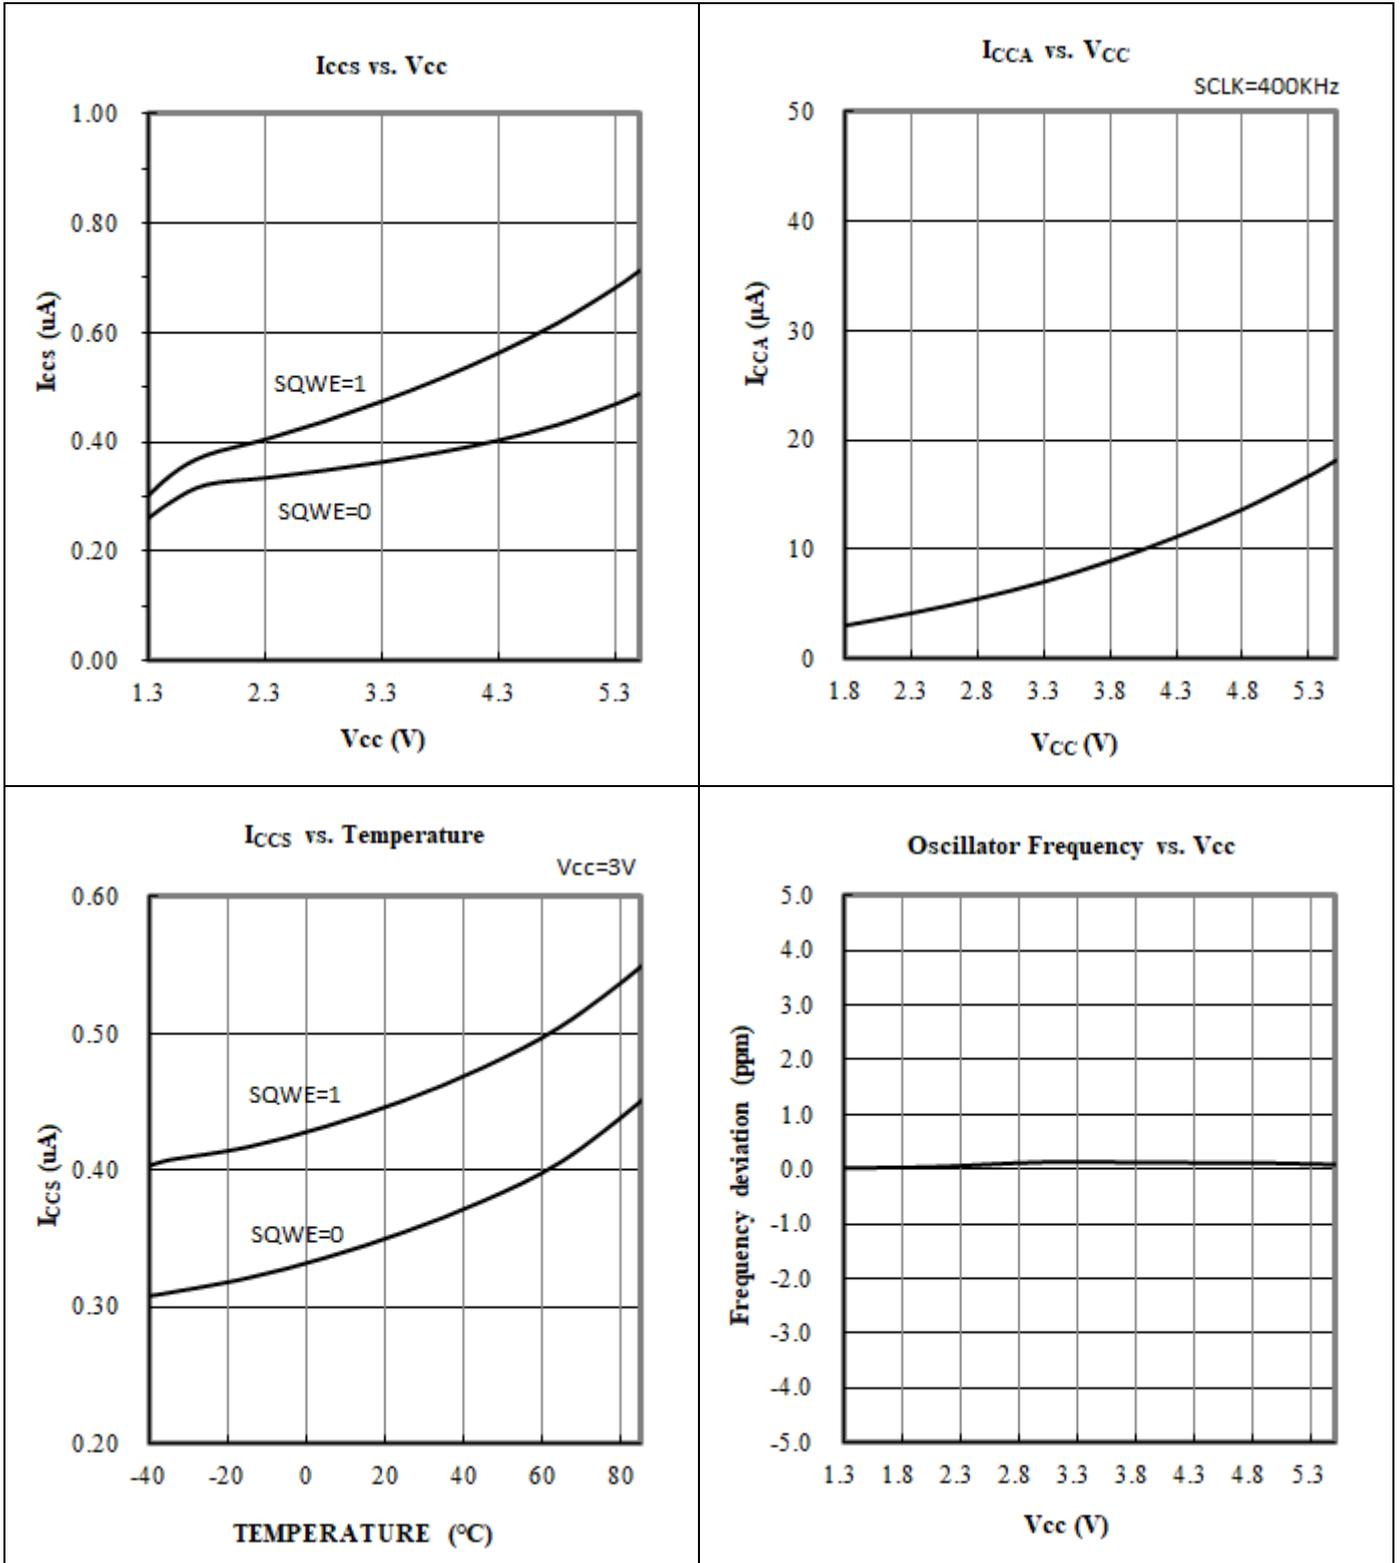 Iccs vs. Vcc
1.00
0.80
0.60
0.40
0.20
0.00
Iccs (uA)
SQWE=1
SQWE=0
1.3 2.3 3.3 4.3 5.3
Vcc (V)
ICCA vs. VCC
SCLK=400KHz
50
40
30
20
10
0
ICCA (µA)
1.8 2.3 2.8 3.3 3.8 4.3 4.8 5.3
VCC (V)
ICCS vs. Temperature
Vcc=3V
0.60
0.50
0.40
0.30
0.20
ICCS (uA)
SQWE=1
SQWE=0
-40 -20 0 20 40 60 80
TEMPERATURE (°C)
Oscillator Frequency vs. Vcc
5.0
4.0
3.0
2.0
1.0
0.0
-1.0
-2.0
-3.0
-4.0
-5.0
Frequency deviation (ppm)
1.3 1.8 2.3 2.8 3.3 3.8 4.3 4.8 5.3
Vcc (V)